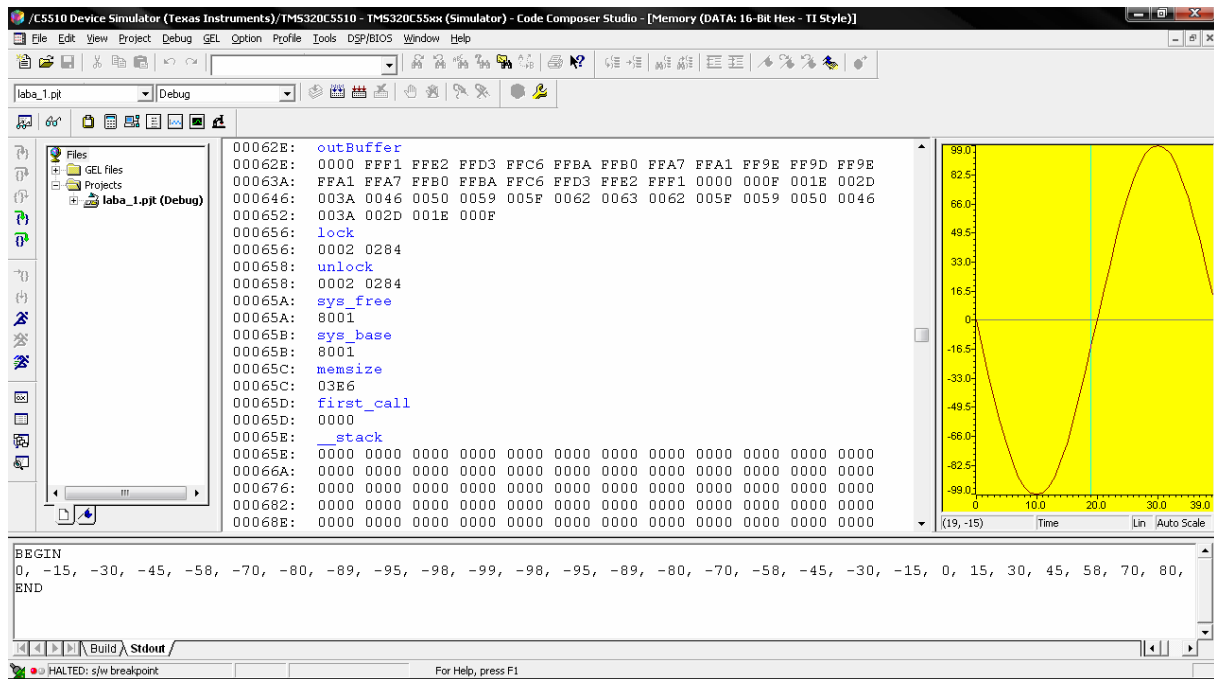 /C5510 Device Simulator (Texas Instruments)/TMS320C5510 - TMS320C55xx (Simulator) - Code Composer Studio - [Memory (DATA: 16-Bit Hex - TI Style)]
File Edit View Project Debug GEL Option Profile Tools DSP/BIOS Window Help
laba_1.pjt Debug
Files
GEL files
Projects
laba_1.pjt (Debug)
00062E: outBuffer
00062E: 0000 FFF1 FFE2 FFD3 FFC6 FFBA FFB0 FFA7 FFA1 FF9E FF9D FF9E
00063A: FFA1 FFA7 FFB0 FFBA FFC6 FFD3 FFE2 FFF1 0000 000F 001E 002D
000646: 003A 0046 0050 0059 005F 0062 0063 0062 005F 0059 0050 0046
000652: 003A 002D 001E 000F
000656: lock
000656: 0002 0284
000658: unlock
000658: 0002 0284
00065A: sys_free
00065A: 8001
00065B: sys_base
00065B: 8001
00065C: memsize
00065C: 03E6
00065D: first_call
00065D: 0000
00065E: __stack
00065E: 0000 0000 0000 0000 0000 0000 0000 0000 0000 0000 0000 0000
00066A: 0000 0000 0000 0000 0000 0000 0000 0000 0000 0000 0000 0000
000676: 0000 0000 0000 0000 0000 0000 0000 0000 0000 0000 0000 0000
000682: 0000 0000 0000 0000 0000 0000 0000 0000 0000 0000 0000 0000
00068E: 0000 0000 0000 0000 0000 0000 0000 0000 0000 0000 0000 0000
99.0
82.5
66.0
49.5
33.0
16.5
0
-16.5
-33.0
-49.5
-66.0
-82.5
-99.0
0 10.0 20.0 30.0 39.0
(19, -15) Time Lin Auto Scale
BEGIN
0, -15, -30, -45, -58, -70, -80, -89, -95, -98, -99, -98, -95, -89, -80, -70, -58, -45, -30, -15, 0, 15, 30, 45, 58, 70, 80,
END
Build Stdout
HALTED: s/w breakpoint For Help, press F1